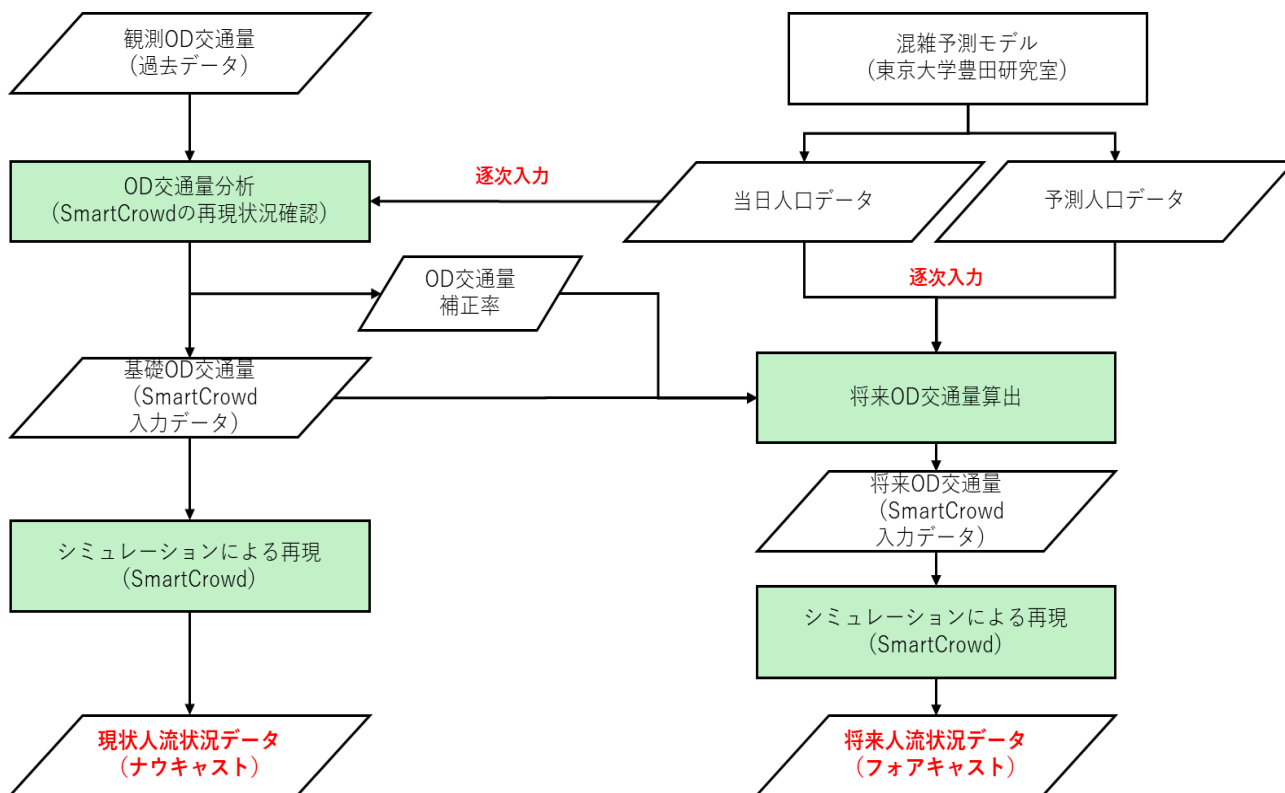 観測OD交通量
(過去データ)
混雑予測モデル
(東京大学豊田研究室)
OD交通量分析
(SmartCrowdの再現状況確認)
逐次入力
当日人口データ
予測人口データ
逐次入力
OD交通量
補正率
基礎OD交通量
(SmartCrowd
入力データ)
将来OD交通量算出
将来OD交通量
(SmartCrowd
入力データ)
シミュレーションによる再現
(SmartCrowd)
シミュレーションによる再現
(SmartCrowd)
現状人流状況データ
(ナウキャスト)
将来人流状況データ
(フォアキャスト)